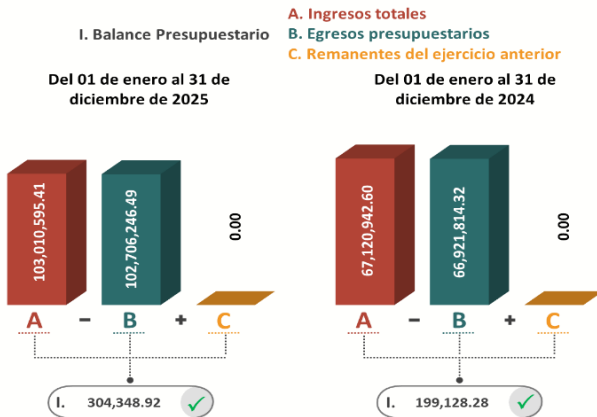 I. Balance Presupuestario
A. Ingresos totales
B. Egresos presupuestarios
C. Remanentes del ejercicio anterior
Del 01 de enero al 31 de
diciembre de 2025
103,010,595.41
102,706,246.49
0.00
A - B + C
I. 304,348.92
Del 01 de enero al 31 de
diciembre de 2024
67,120,942.60
66,921,814.32
0.00
A - B + C
I. 199,128.28